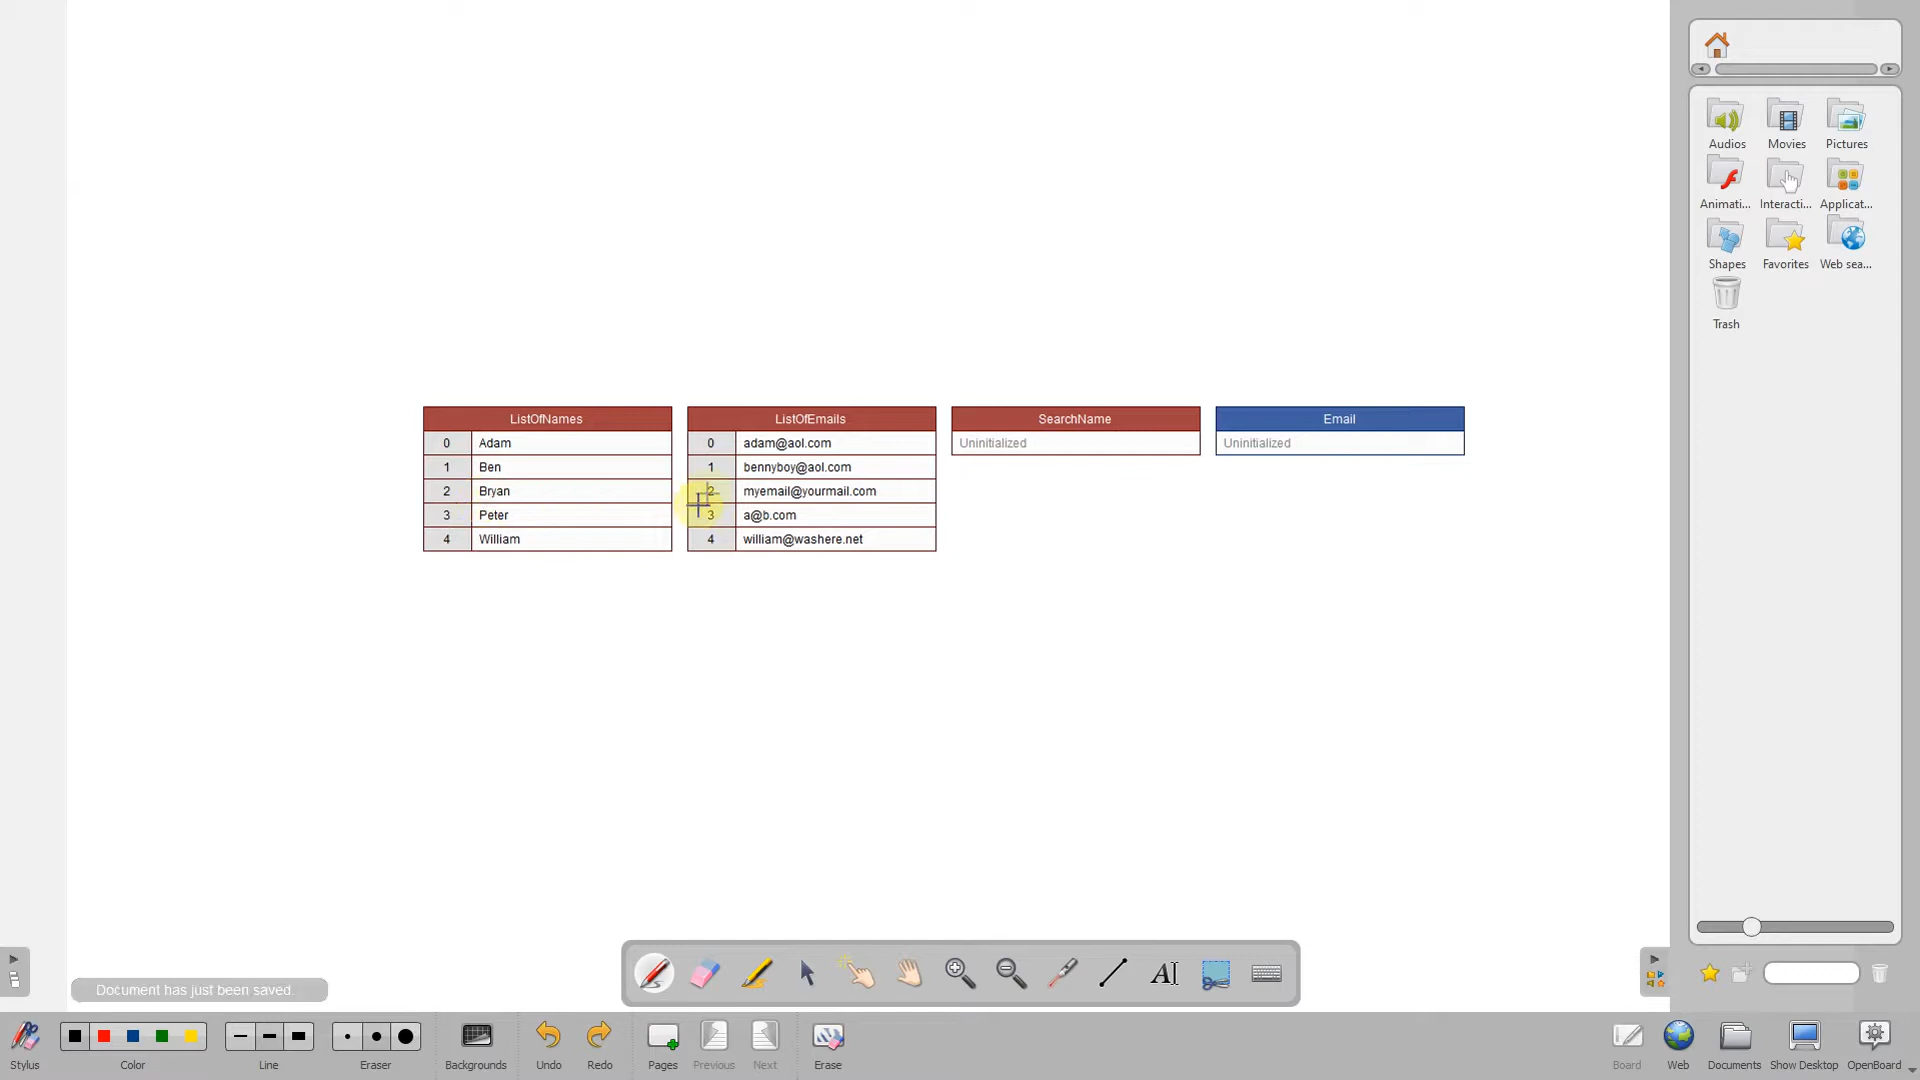 Audios Movies Pictures
Animati... Interacti... Applicat...
Shapes Favorites Web sea...
Trash
ListOfNames ListOfEmails SearchName Email
0 Adam 0 adam@aol.com Uninitialized Uninitialized
1 Ben 1 bennyboy@aol.com
2 Bryan 2 myemail@yourmail.com
3 Peter 3 a@b.com
4 William 4 william@washere.net
AI
Document has just been saved.
Stylus Color Line Eraser Backgrounds Undo Redo Pages Previous Next Erase Board Web Documents Show Desktop OpenBoard